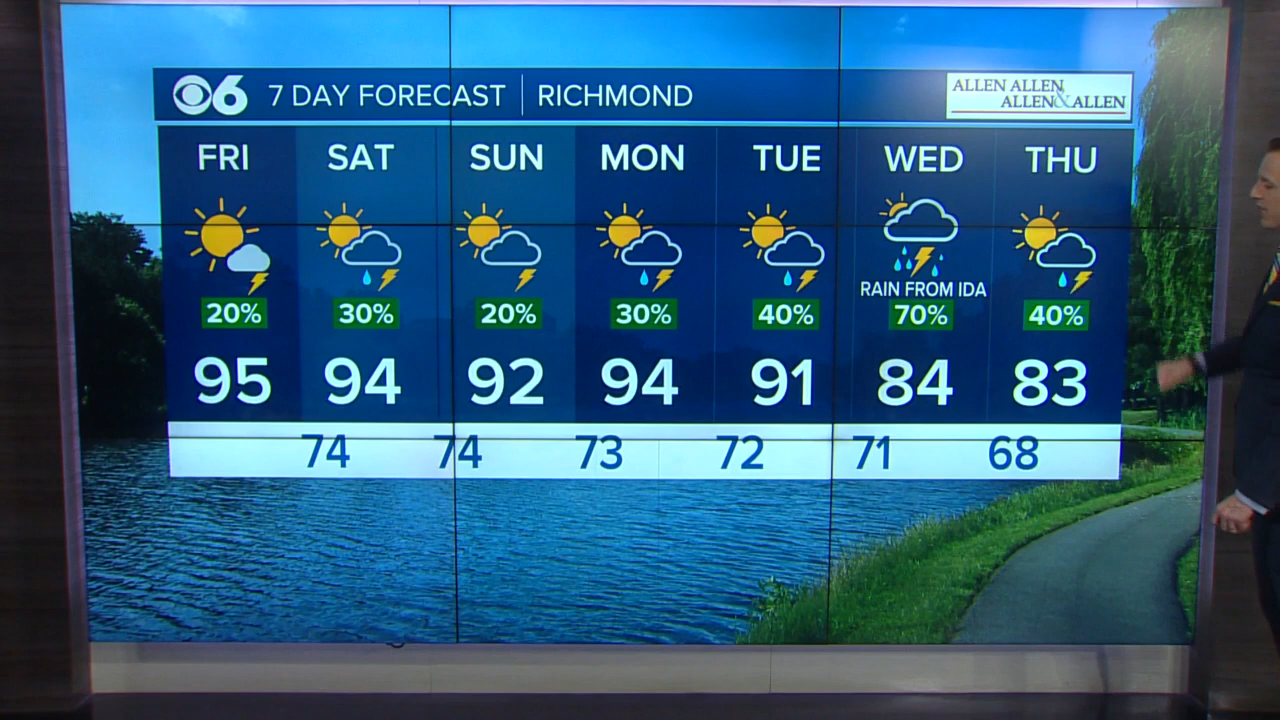 6 7 DAY FORECAST RICHMOND
ALLEN ALLEN
ALLEN & ALLEN
FRI SAT SUN MON TUE WED THU
RAIN FROM IDA
20% 30% 20% 30% 40% 70% 40%
95 94 92 94 91 84 83
74 74 73 72 71 68